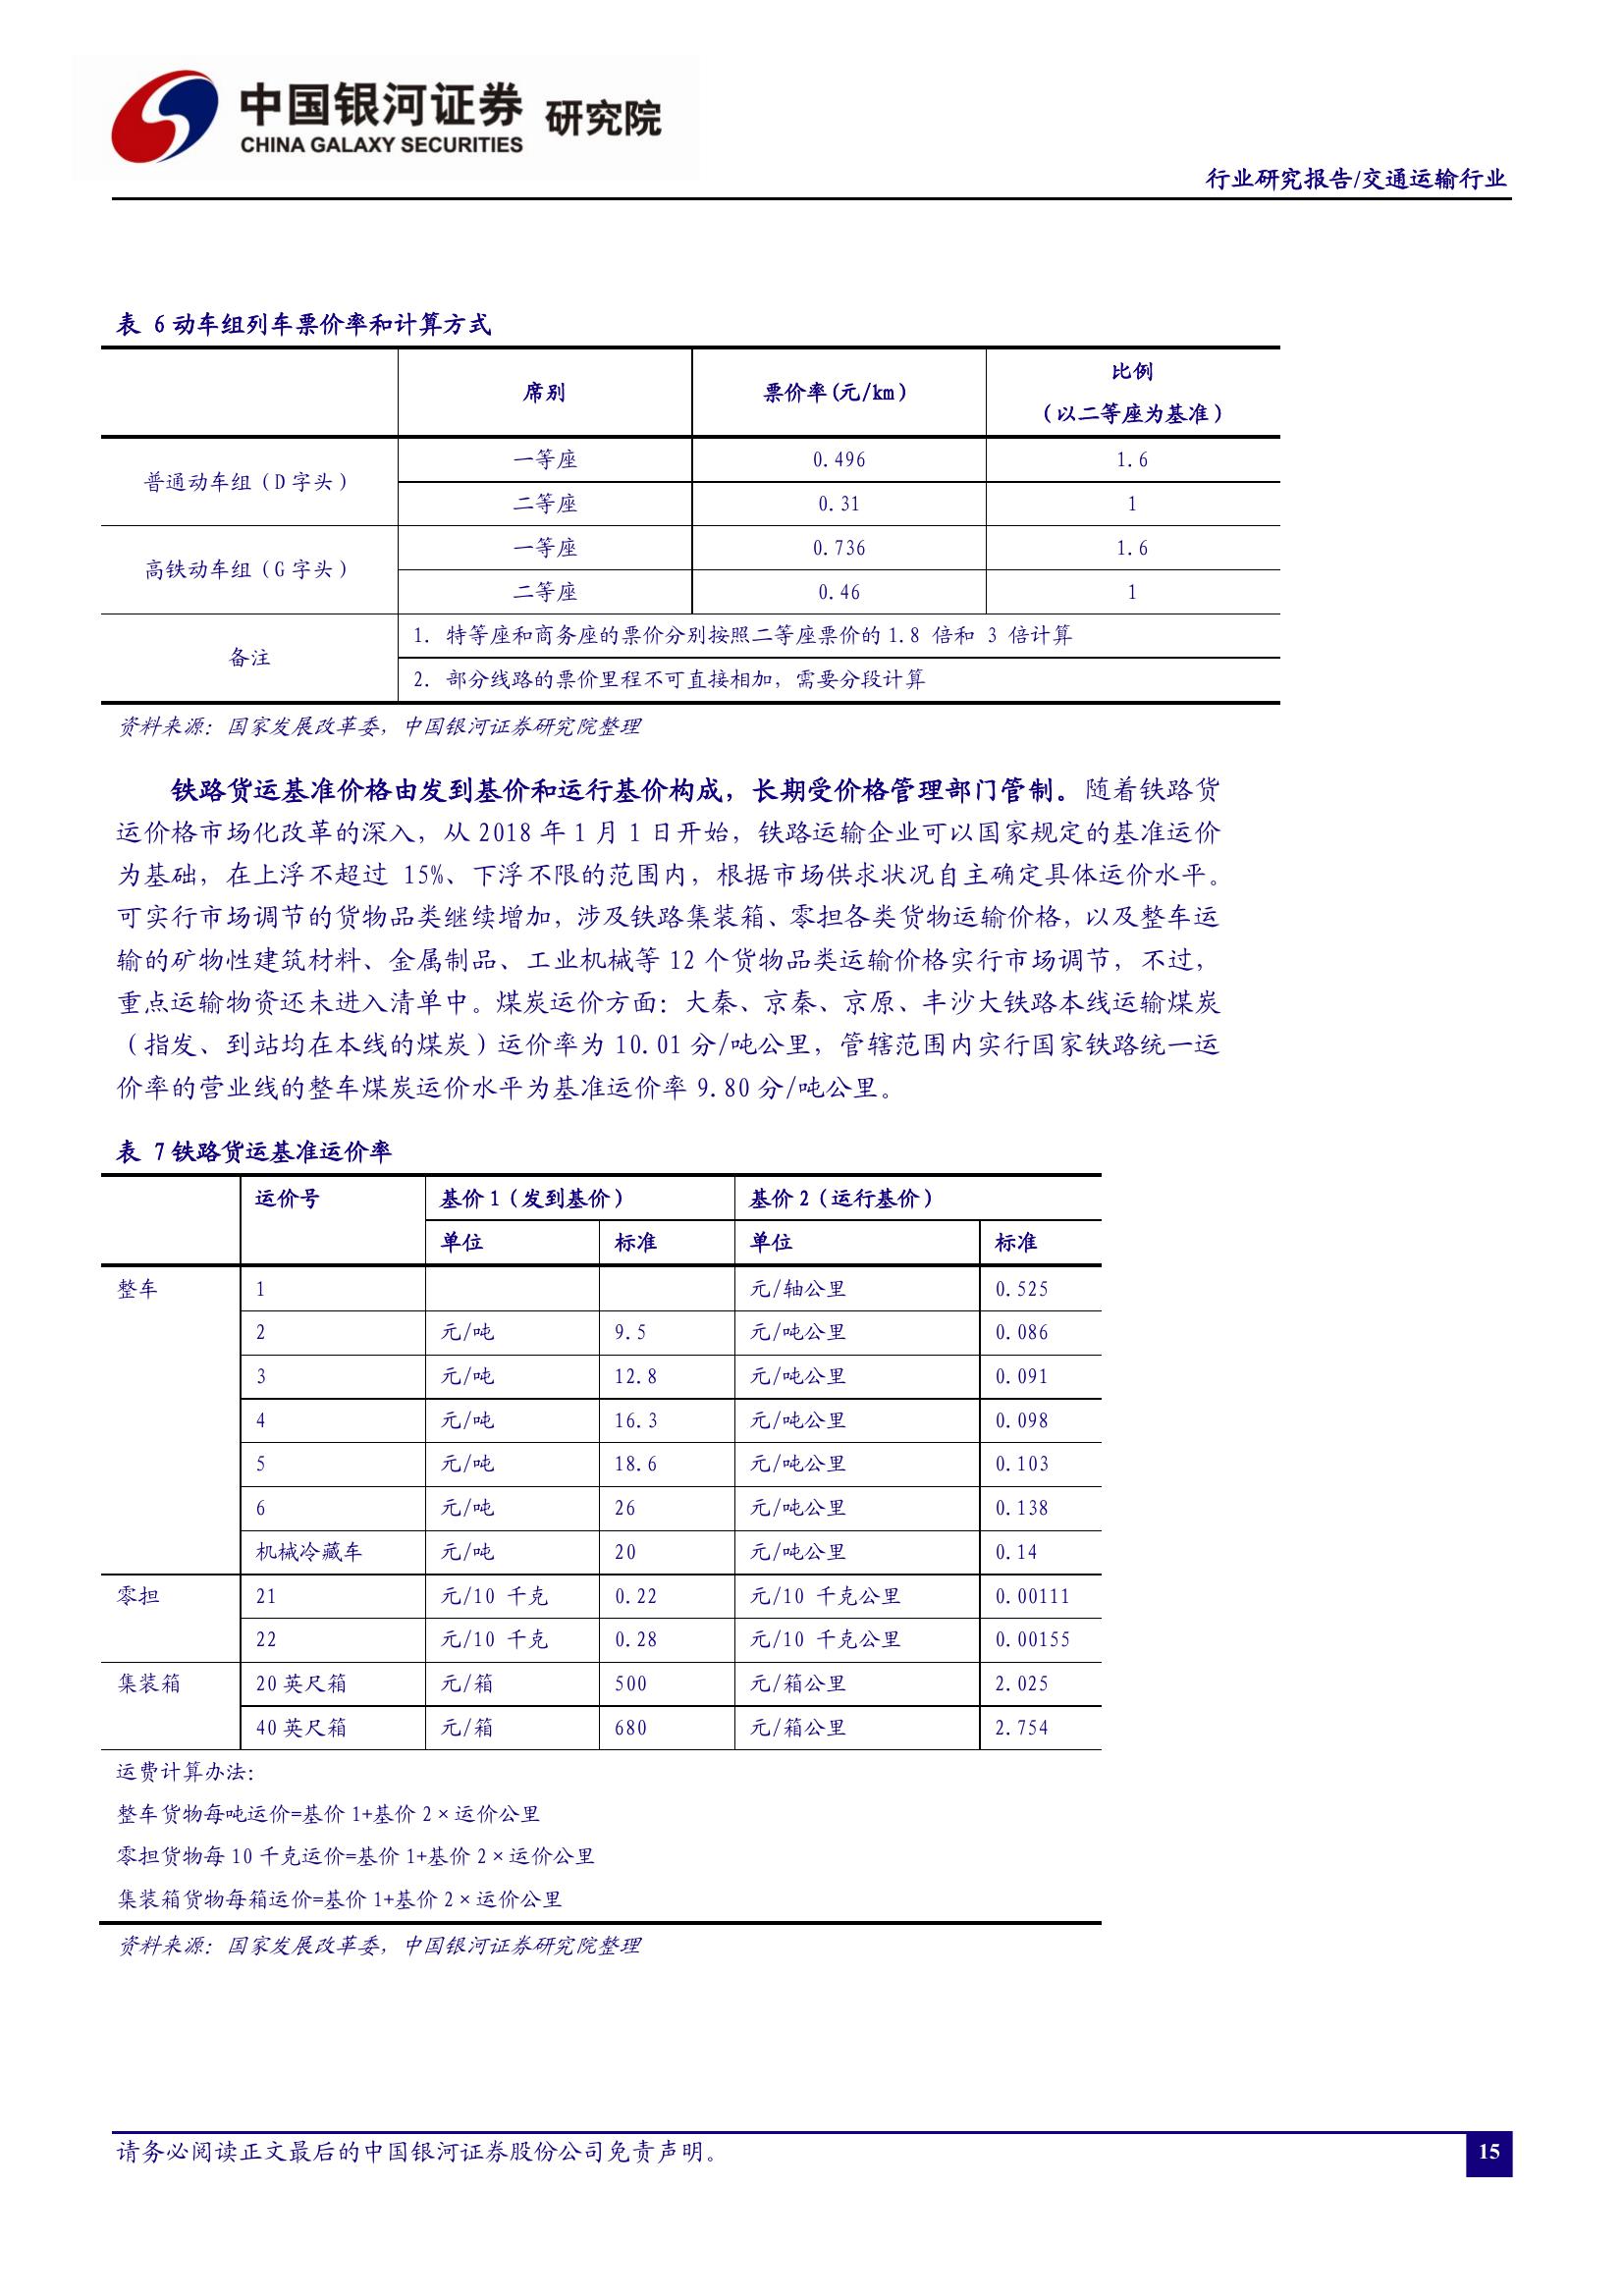 中国银河证券 研究院
CHINA GALAXY SECURITIES
行业研究报告/交通运输行业
表 6 动车组列车票价率和计算方式
席别 票价率(元/km) 比例
(以二等座为基准)
普通动车组(D 字头) 一等座 0.496 1.6
二等座 0.31 1
高铁动车组(G 字头) 一等座 0.736 1.6
二等座 0.46 1
备注 1. 特等座和商务座的票价分别按照二等座票价的 1.8 倍和 3 倍计算
2. 部分线路的票价里程不可直接相加,需要分段计算
资料来源:国家发展改革委,中国银河证券研究院整理
铁路货运基准价格由发到基价和运行基价构成,长期受价格管理部门管制。随着铁路货
运价格市场化改革的深入,从 2018 年 1 月 1 日开始,铁路运输企业可以国家规定的基准运价
为基础,在上浮不超过 15%、下浮不限的范围内,根据市场供求状况自主确定具体运价水平。
可实行市场调节的货物品类继续增加,涉及铁路集装箱、零担各类货物运输价格,以及整车运
输的矿物性建筑材料、金属制品、工业机械等 12 个货物品类运输价格实行市场调节,不过,
重点运输物资还未进入清单中。煤炭运价方面:大秦、京秦、京原、丰沙大铁路本线运输煤炭
(指发、到站均在本线的煤炭)运价率为 10.01 分/吨公里,管辖范围内实行国家铁路统一运
价率的营业线的整车煤炭运价水平为基准运价率 9.80 分/吨公里。
表 7 铁路货运基准运价率
运价号 基价 1(发到基价) 基价 2(运行基价)
单位 标准 单位 标准
整车 1 元/轴公里 0.525
2 元/吨 9.5 元/吨公里 0.086
3 元/吨 12.8 元/吨公里 0.091
4 元/吨 16.3 元/吨公里 0.098
5 元/吨 18.6 元/吨公里 0.103
6 元/吨 26 元/吨公里 0.138
机械冷藏车 元/吨 20 元/吨公里 0.14
零担 21 元/10 千克 0.22 元/10 千克公里 0.00111
22 元/10 千克 0.28 元/10 千克公里 0.00155
集装箱 20 英尺箱 元/箱 500 元/箱公里 2.025
40 英尺箱 元/箱 680 元/箱公里 2.754
运费计算办法:
整车货物每吨运价=基价 1+基价 2×运价公里
零担货物每 10 千克运价=基价 1+基价 2×运价公里
集装箱货物每箱运价=基价 1+基价 2×运价公里
资料来源:国家发展改革委,中国银河证券研究院整理
请务必阅读正文最后的中国银河证券股份公司免责声明。
15